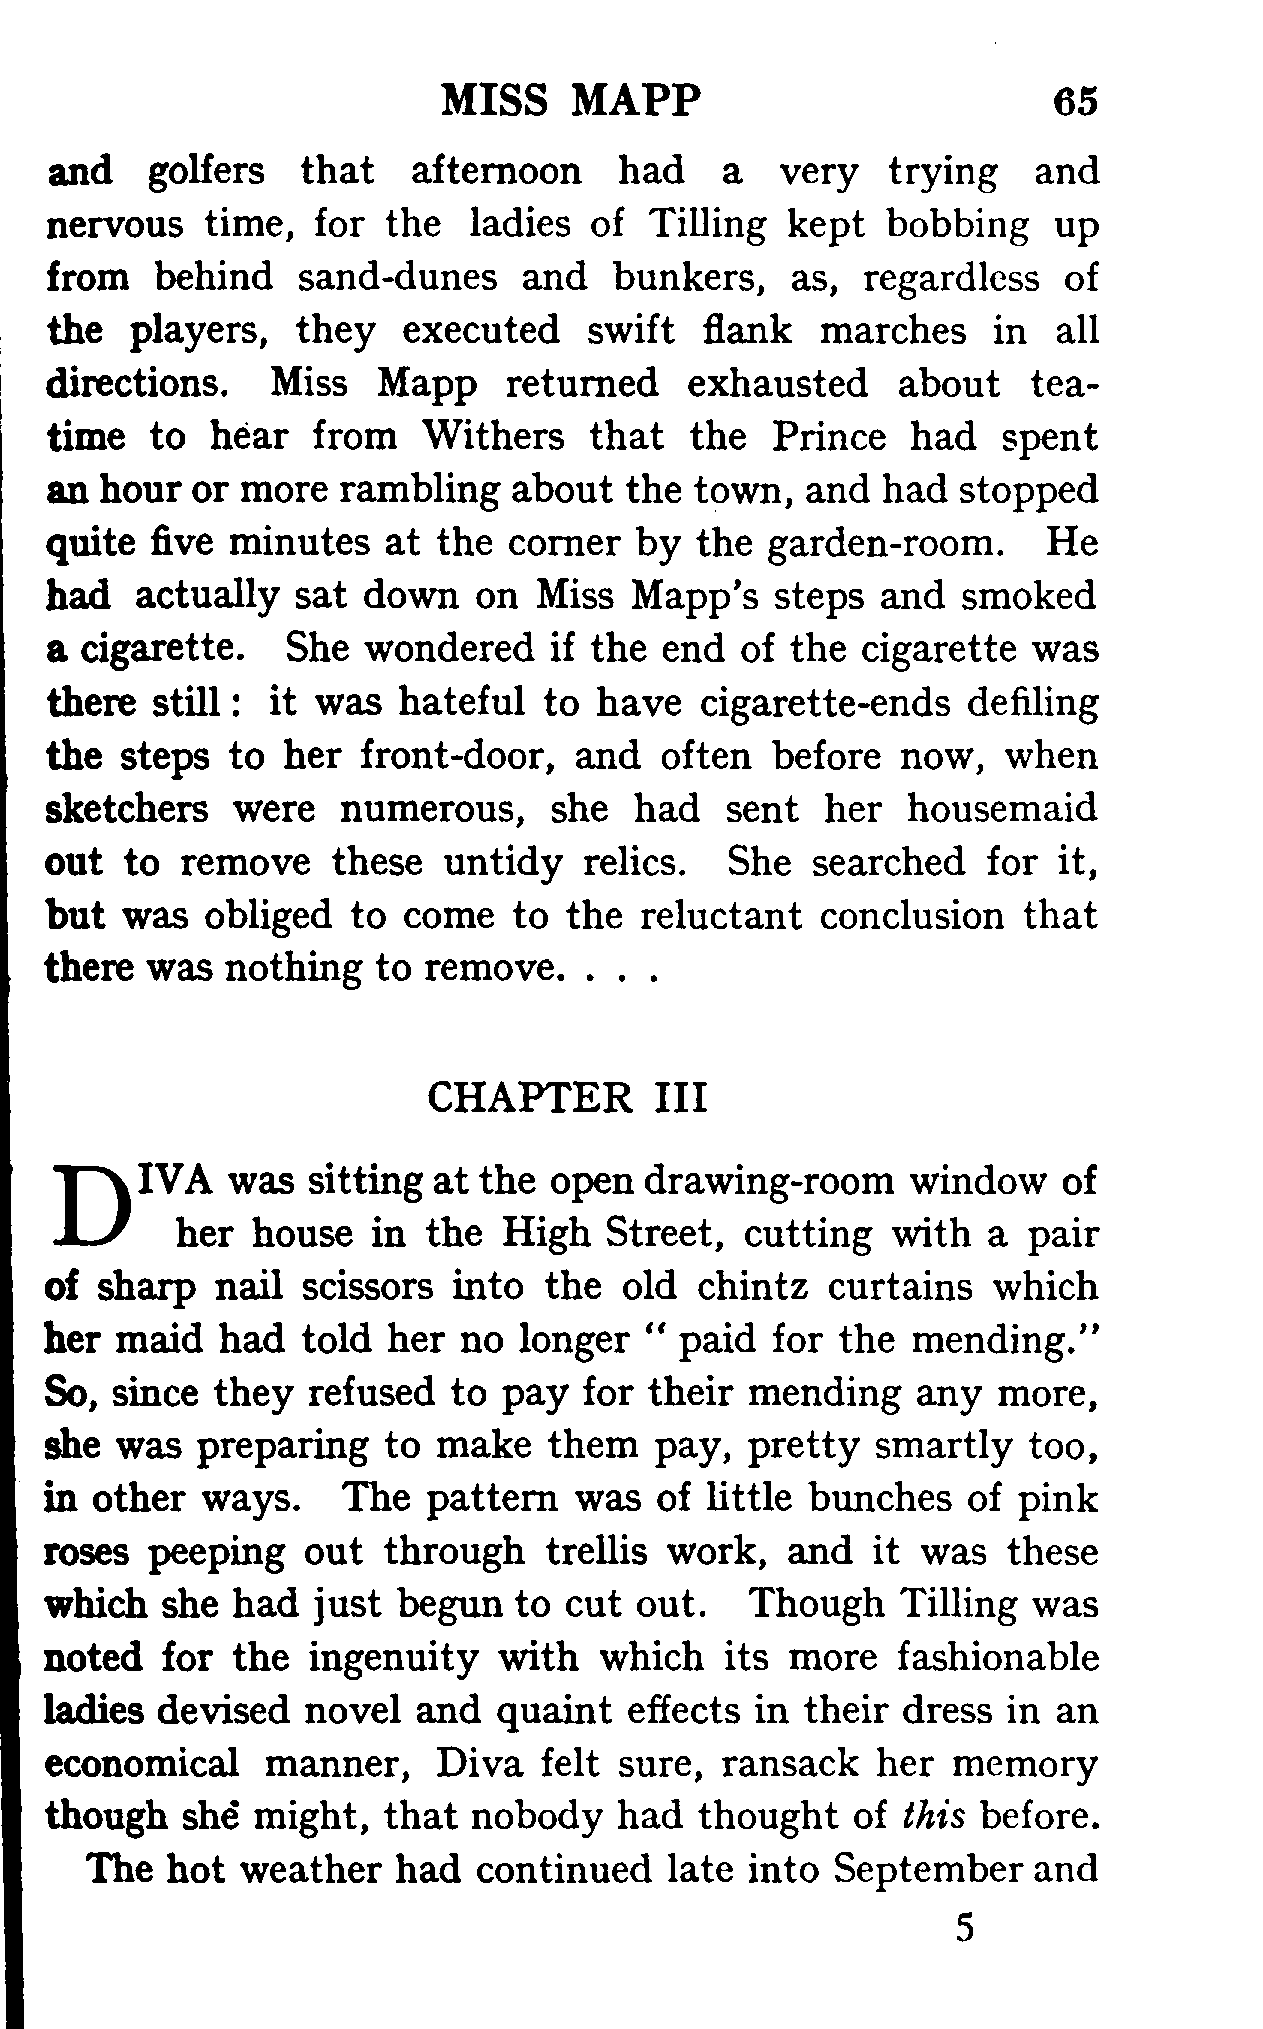 MISS MAPP 65
and golfers that afternoon had a very trying and
nervous time, for the ladies of Tilling kept bobbing up
from behind sand-dunes and bunkers, as, regardless of
the players, they executed swift flank marches in all
directions. Miss Mapp returned exhausted about tea-
time to hear from Withers that the Prince had spent
an hour or more rambling about the town, and had stopped
quite five minutes at the corner by the garden-room. He
had actually sat down on Miss Mapp's steps and smoked
a cigarette. She wondered if the end of the cigarette was
there still : it was hateful to have cigarette-ends defiling
the steps to her front-door, and often before now, when
sketchers were numerous, she had sent her housemaid
out to remove these untidy relics. She searched for it,
but was obliged to come to the reluctant conclusion that
there was nothing to remove. . . .
CHAPTER III
DIVA was sitting at the open drawing-room window of
her house in the High Street, cutting with a pair
of sharp nail scissors into the old chintz curtains which
her maid had told her no longer " paid for the mending."
So, since they refused to pay for their mending any more,
she was preparing to make them pay, pretty smartly too,
in other ways. The pattern was of little bunches of pink
roses peeping out through trellis work, and it was these
which she had just begun to cut out. Though Tilling was
noted for the ingenuity with which its more fashionable
ladies devised novel and quaint effects in their dress in an
economical manner, Diva felt sure, ransack her memory
though she might, that nobody had thought of this before.
The hot weather had continued late into September and
5